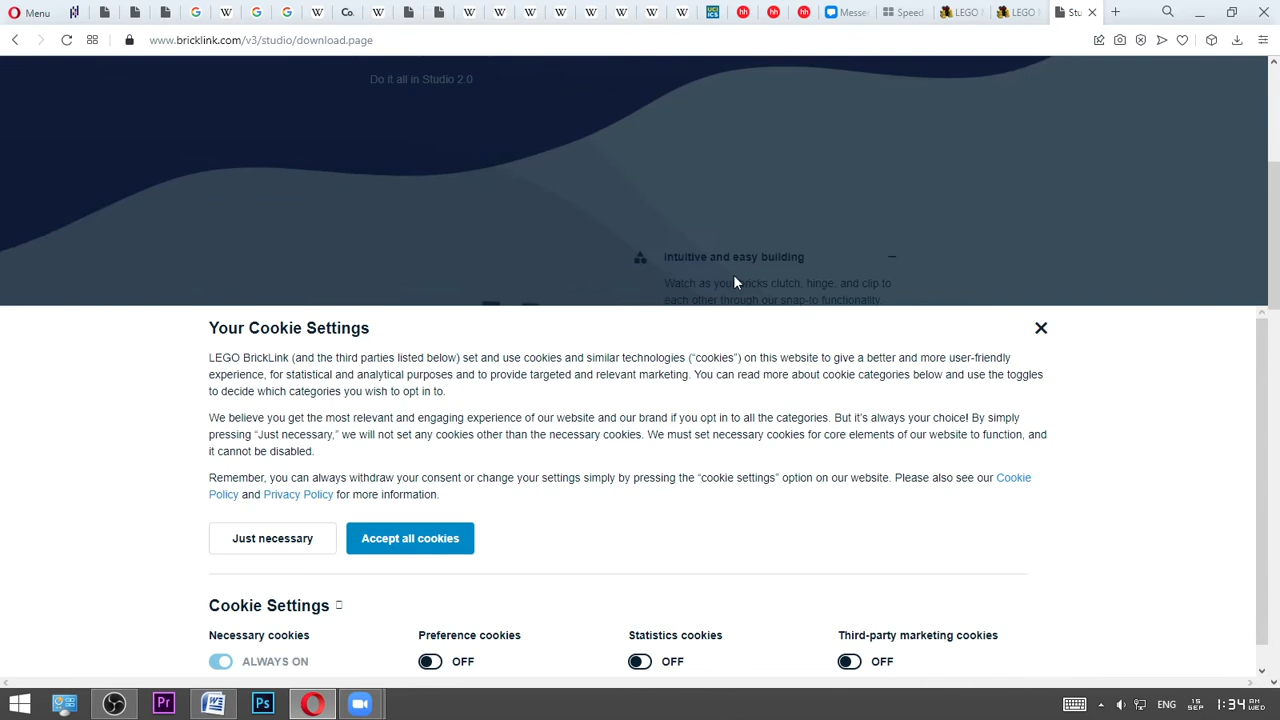 Menu
Co.
hh
hh
hh
Messe
Speed
LEGO
LEGO
Stu
www.bricklink.com/v3/studio/download.page
Do it all in Studio 2.0
Intuitive and easy building
Watch as your bricks clutch, hinge, and clip to
each other through our snap-to functionality.
Your Cookie Settings
LEGO BrickLink (and the third parties listed below) set and use cookies and similar technologies (“cookies”) on this website to give a better and more user-friendly
experience, for statistical and analytical purposes and to provide targeted and relevant marketing. You can read more about cookie categories below and use the toggles
to decide which categories you wish to opt in to.
We believe you get the most relevant and engaging experience of our website and our brand if you opt in to all the categories. But it’s always your choice! By simply
pressing “Just necessary,” we will not set any cookies other than the necessary cookies. We must set necessary cookies for core elements of our website to function, and
it cannot be disabled.
Remember, you can always withdraw your consent or change your settings simply by pressing the “cookie settings” option on our website. Please also see our Cookie
Policy and Privacy Policy for more information.
Just necessary
Accept all cookies
Cookie Settings
Necessary cookies
Preference cookies
Statistics cookies
Third-party marketing cookies
ALWAYS ON
OFF
OFF
OFF
Pr
Ps
ENG
15
SEP
1:34 AM
WED